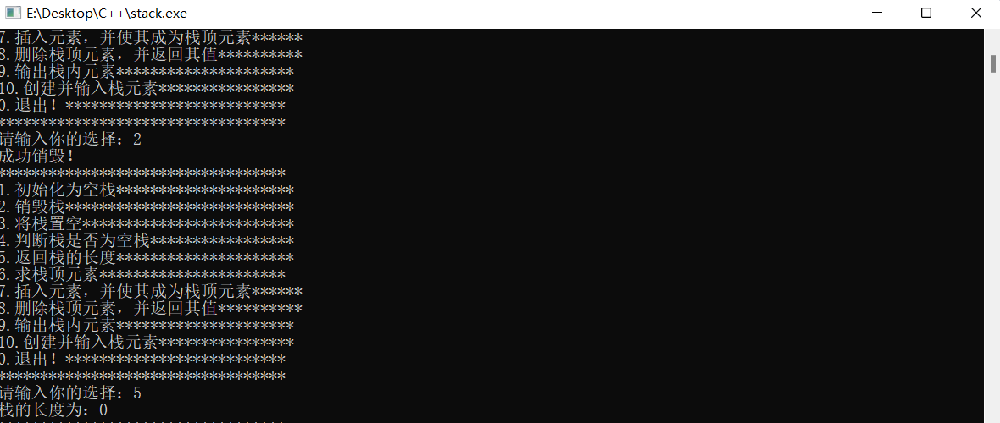 E:\Desktop\C++\stack.exe
7.插入元素，并使其成为栈顶元素******
8.删除栈顶元素，并返回其值**********
9.输出栈内元素*********************
10.创建并输入栈元素****************
0.退出！**************************
**********************************
请输入你的选择：2
成功销毁！
**********************************
1.初始化为空栈*********************
2.销毁栈***************************
3.将栈置空*************************
4.判断栈是否为空栈*****************
5.返回栈的长度*********************
6.求栈顶元素**********************
7.插入元素，并使其成为栈顶元素******
8.删除栈顶元素，并返回其值**********
9.输出栈内元素*********************
10.创建并输入栈元素****************
0.退出！**************************
**********************************
请输入你的选择：5
栈的长度为：0